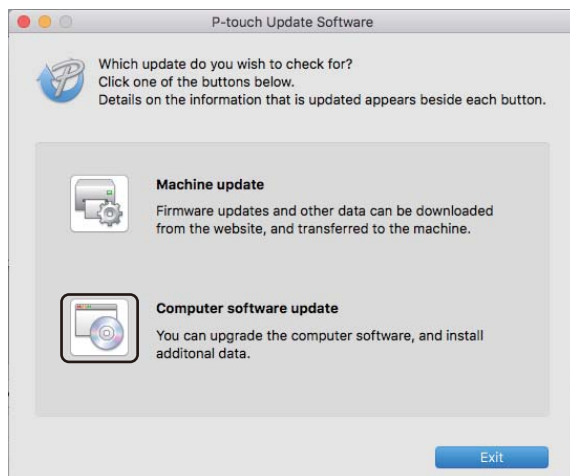 P-touch Update Software
Which update do you wish to check for?
Click one of the buttons below.
Details on the information that is updated appears beside each button.
Machine update
Firmware updates and other data can be downloaded
from the website, and transferred to the machine.
Computer software update
You can upgrade the computer software, and install
additonal data.
Exit